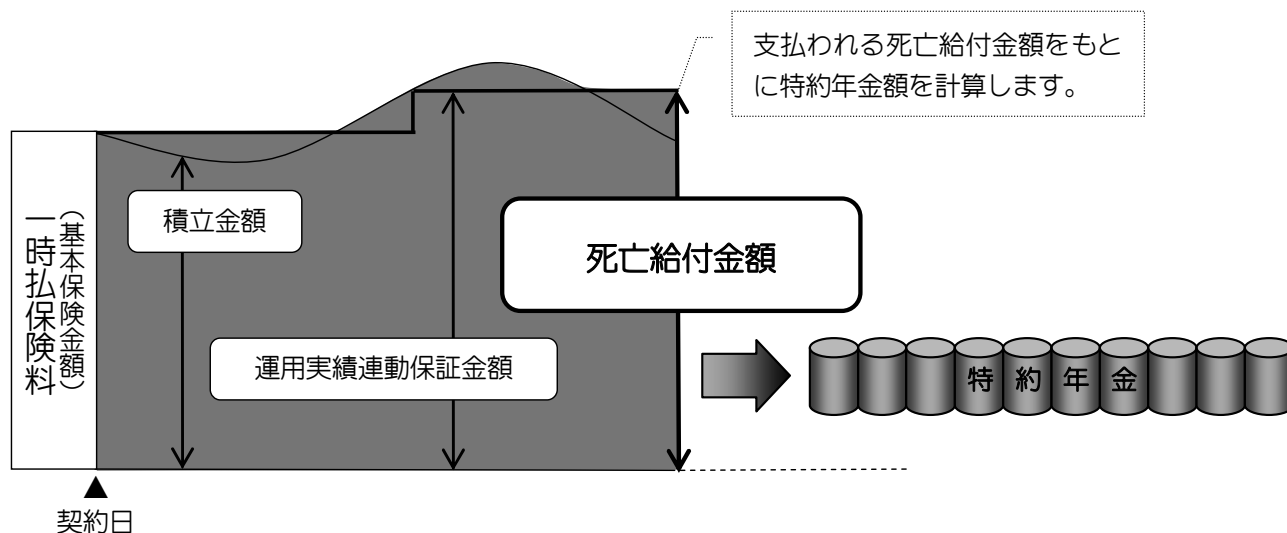 支払われる死亡給付金額をもと
に特約年金額を計算します。
一時払保険料
（基本保険金額）
積立金額
死亡給付金額
運用実績連動保証金額
特約年金
契約日